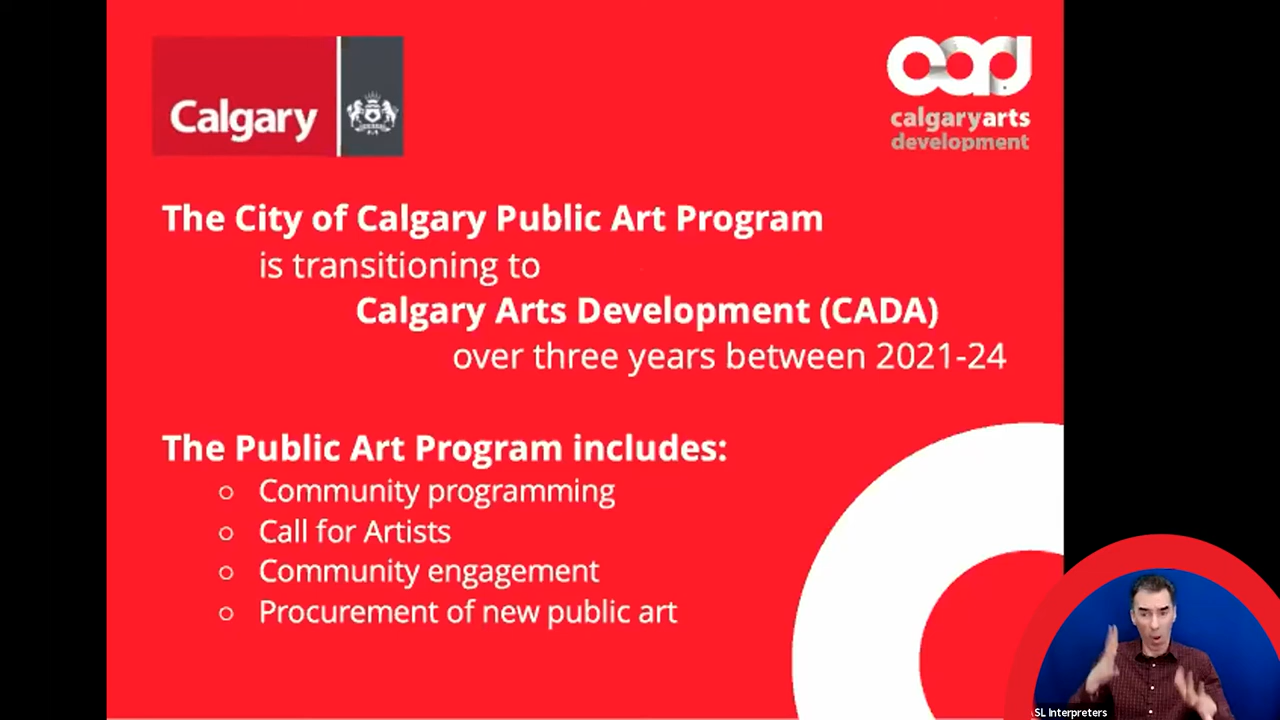 Calgary
cad
calgaryarts
development
The City of Calgary Public Art Program
is transitioning to
Calgary Arts Development (CADA)
over three years between 2021-24
The Public Art Program includes:
Community programming
Call for Artists
Community engagement
Procurement of new public art
SL Interpreters